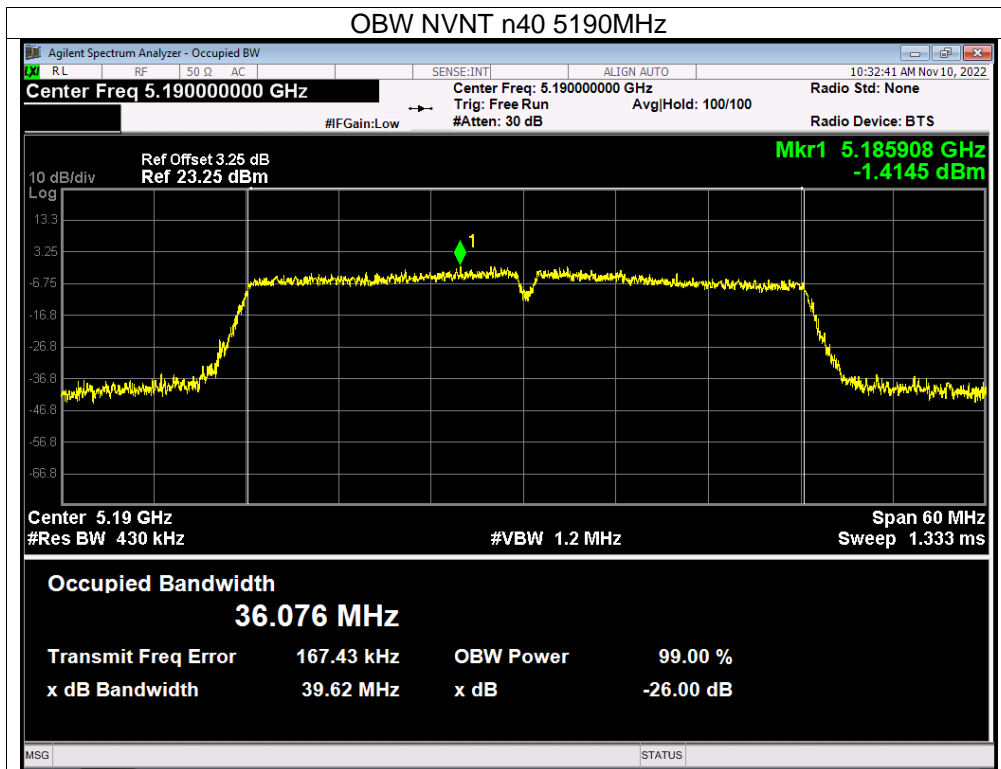 OBW NVNT n40 5190MHz
Agilent Spectrum Analyzer - Occupied BW
LXI RL RF 50 Ω AC SENSE:INT ALIGN AUTO 10:32:41 AM Nov 10, 2022
Center Freq 5.190000000 GHz Center Freq: 5.190000000 GHz Radio Std: None
Trig: Free Run Avg|Hold: 100/100
#IFGain:Low #Atten: 30 dB Radio Device: BTS
Mkr1 5.185908 GHz
-1.4145 dBm
Ref Offset 3.25 dB
10 dB/div Ref 23.25 dBm
Log
13.3
1
3.25
-6.75
-16.8
-26.8
-36.8
-46.8
-56.8
-66.8
Center 5.19 GHz Span 60 MHz
#Res BW 430 kHz #VBW 1.2 MHz Sweep 1.333 ms
Occupied Bandwidth
36.076 MHz
Transmit Freq Error 167.43 kHz OBW Power 99.00 %
x dB Bandwidth 39.62 MHz x dB -26.00 dB
MSG STATUS